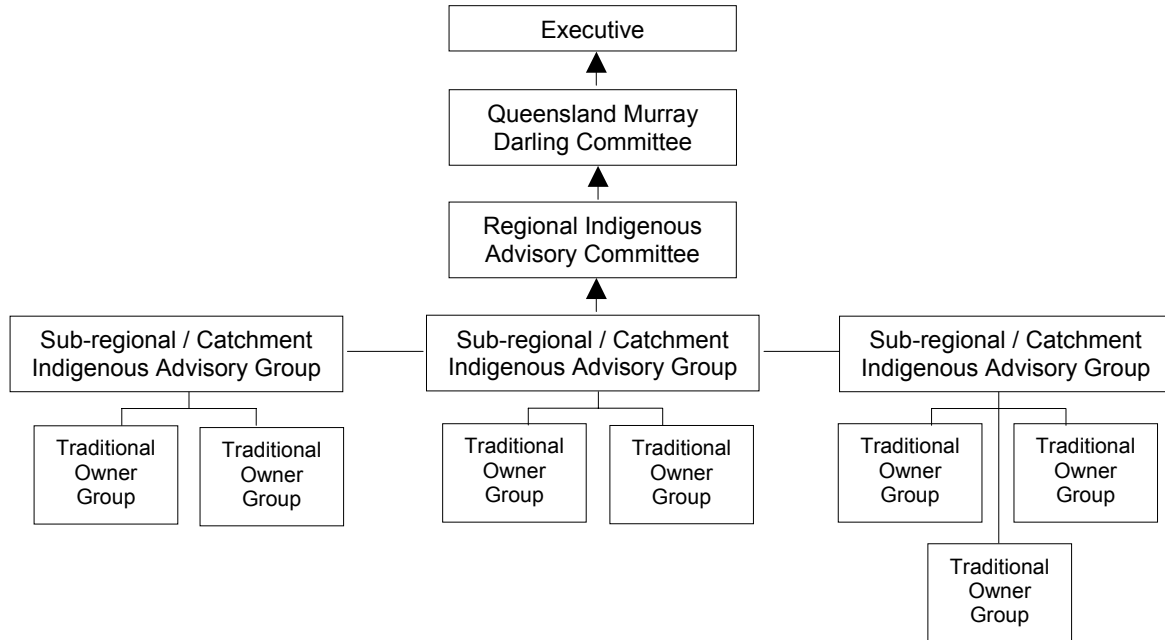 Executive
Queensland Murray
Darling Committee
Regional Indigenous
Advisory Committee
Sub-regional / Catchment
Indigenous Advisory Group
Sub-regional / Catchment
Indigenous Advisory Group
Sub-regional / Catchment
Indigenous Advisory Group
Traditional
Owner
Group
Traditional
Owner
Group
Traditional
Owner
Group
Traditional
Owner
Group
Traditional
Owner
Group
Traditional
Owner
Group
Traditional
Owner
Group